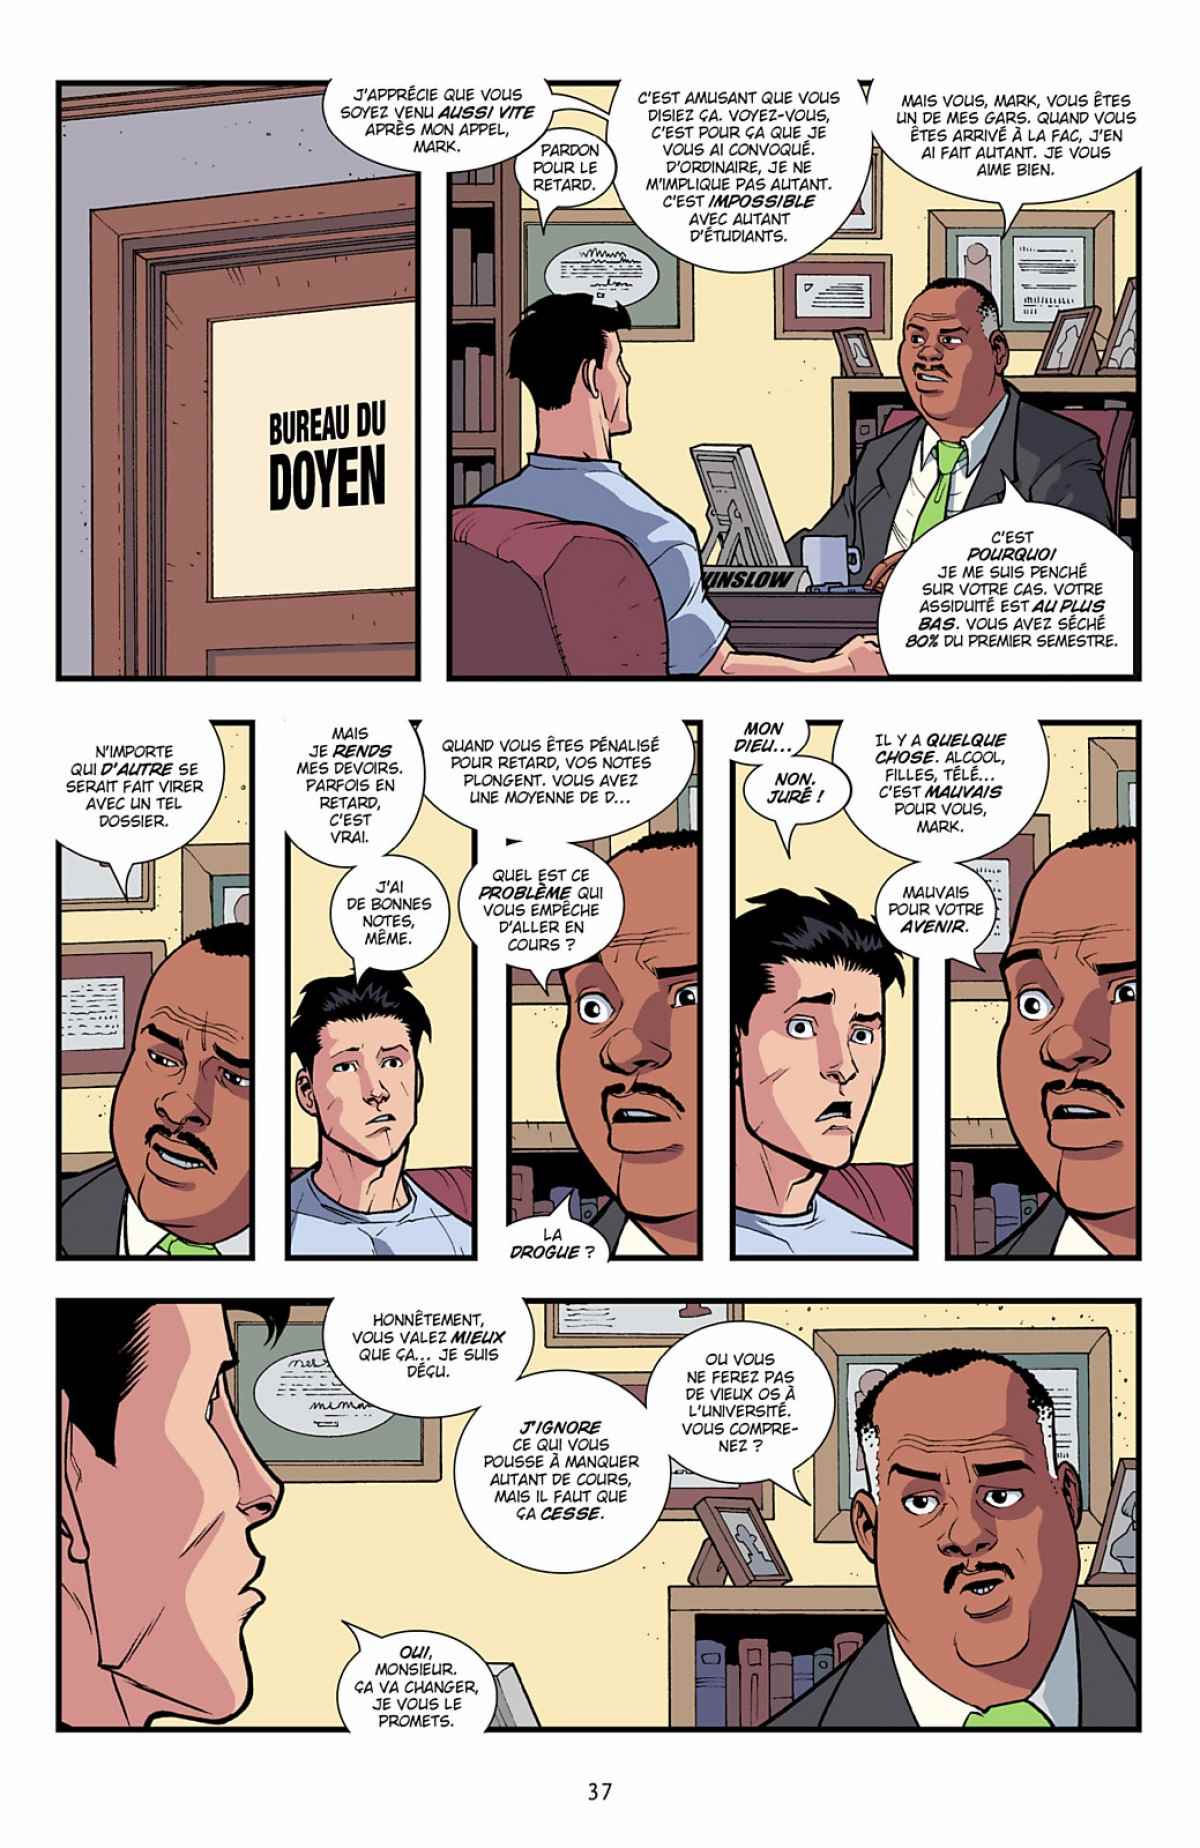 J'APPRÉCIE QUE VOUS
SOYEZ VENU AUSSI VITE
APRÈS MON APPEL,
MARK.
BUREAU DU
DOYEN
PARDON
POUR LE
RETARD.
C'EST AMUSANT QUE VOUS
DISIEZ ÇA. VOYEZ-VOUS,
C'EST POUR ÇA QUE JE
VOUS AI CONVOQUÉ.
D'ORDINAIRE, JE NE
M'IMPLIQUE PAS AUTANT.
C'EST IMPOSSIBLE
AVEC AUTANT
D'ÉTUDIANTS.
MAIS VOUS, MARK, VOUS ÊTES
UN DE MES GARS. QUAND VOUS
ÊTES ARRIVÉ À LA FAC, J'EN
AI FAIT AUTANT. JE VOUS
AIME BIEN.
C'EST
POURQUOI
JE ME SUIS PENCHÉ
SUR VOTRE CAS. VOTRE
ASSIDUITÉ EST AU PLUS
BAS. VOUS AVEZ SÉCHÉ
80% DU PREMIER SEMESTRE.
UNSLOW
N'IMPORTE
QUI D'AUTRE SE
SERAIT FAIT VIRER
AVEC UN TEL
DOSSIER.
MAIS
JE RENDS
MES DEVOIRS.
PARFOIS EN
RETARD,
C'EST
VRAI.
J'AI
DE BONNES
NOTES,
MÊME.
QUAND VOUS ÊTES PÉNALISÉ
POUR RETARD, VOS NOTES
PLONGENT. VOUS AVEZ
UNE MOYENNE DE D...
QUEL EST CE
PROBLÈME QUI
VOUS EMPÊCHE
D'ALLER EN
COURS ?
LA
DROGUE ?
MON
DIEU...
NON.
JURÉ !
IL Y A QUELQUE
CHOSE. ALCOOL,
FILLES, TÉLÉ...
C'EST MAUVAIS
POUR VOUS,
MARK.
MAUVAIS
POUR VOTRE
AVENIR.
HONNÊTEMENT,
VOUS VALEZ MIEUX
QUE ÇA... JE SUIS
DÉÇU.
J'IGNORE
CE QUI VOUS
POUSSE À MANQUER
AUTANT DE COURS,
MAIS IL FAUT QUE
ÇA CESSE.
OU VOUS
NE FEREZ PAS
DE VIEUX OS À
L'UNIVERSITÉ.
VOUS COMPRE-
NEZ ?
OUI,
MONSIEUR.
ÇA VA CHANGER,
JE VOUS LE
PROMETS.
37